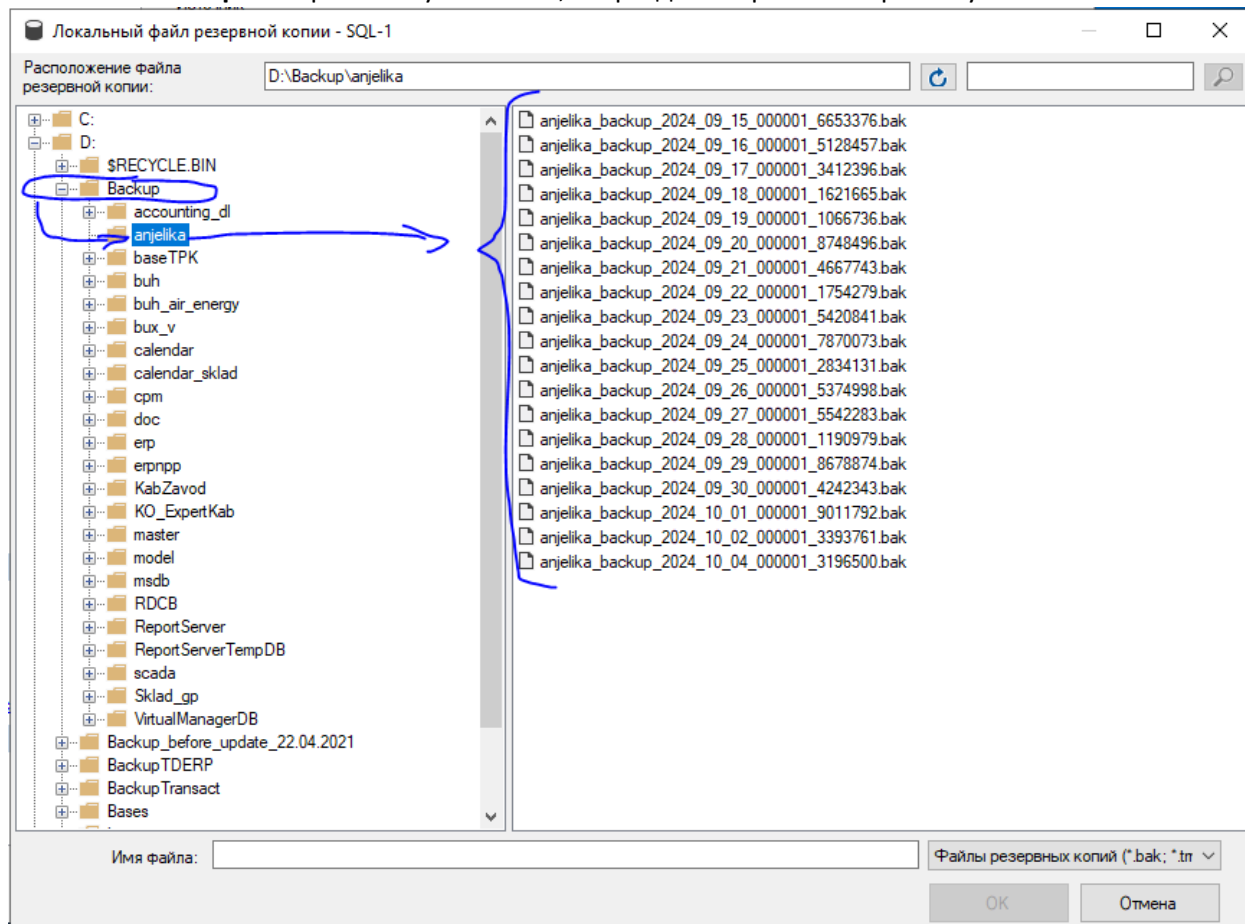 Локальный файл резервной копии - SQL-1
Расположение файла
резервной копии:
D:\Backup\anjelika
C:
D:
$RECYCLE.BIN
Backup
accounting_dl
anjelika
baseTPK
buh
buh_air_energy
bux_v
calendar
calendar_sklad
cpm
doc
erp
erpnpp
KabZavod
KO_ExpertKab
master
model
msdb
RDCB
ReportServer
ReportServerTempDB
scada
Sklad_gp
VirtualManagerDB
Backup_before_update_22.04.2021
BackupTDERP
BackupTransact
Bases
anjelika_backup_2024_09_15_000001_6653376.bak
anjelika_backup_2024_09_16_000001_5128457.bak
anjelika_backup_2024_09_17_000001_3412396.bak
anjelika_backup_2024_09_18_000001_1621665.bak
anjelika_backup_2024_09_19_000001_1066736.bak
anjelika_backup_2024_09_20_000001_8748496.bak
anjelika_backup_2024_09_21_000001_4667743.bak
anjelika_backup_2024_09_22_000001_1754279.bak
anjelika_backup_2024_09_23_000001_5420841.bak
anjelika_backup_2024_09_24_000001_7870073.bak
anjelika_backup_2024_09_25_000001_2834131.bak
anjelika_backup_2024_09_26_000001_5374998.bak
anjelika_backup_2024_09_27_000001_5542283.bak
anjelika_backup_2024_09_28_000001_1190979.bak
anjelika_backup_2024_09_29_000001_8678874.bak
anjelika_backup_2024_09_30_000001_4242343.bak
anjelika_backup_2024_10_01_000001_9011792.bak
anjelika_backup_2024_10_02_000001_3393761.bak
anjelika_backup_2024_10_04_000001_3196500.bak
Имя файла:
Файлы резервных копий (*.bak; *.tr
OK
Отмена